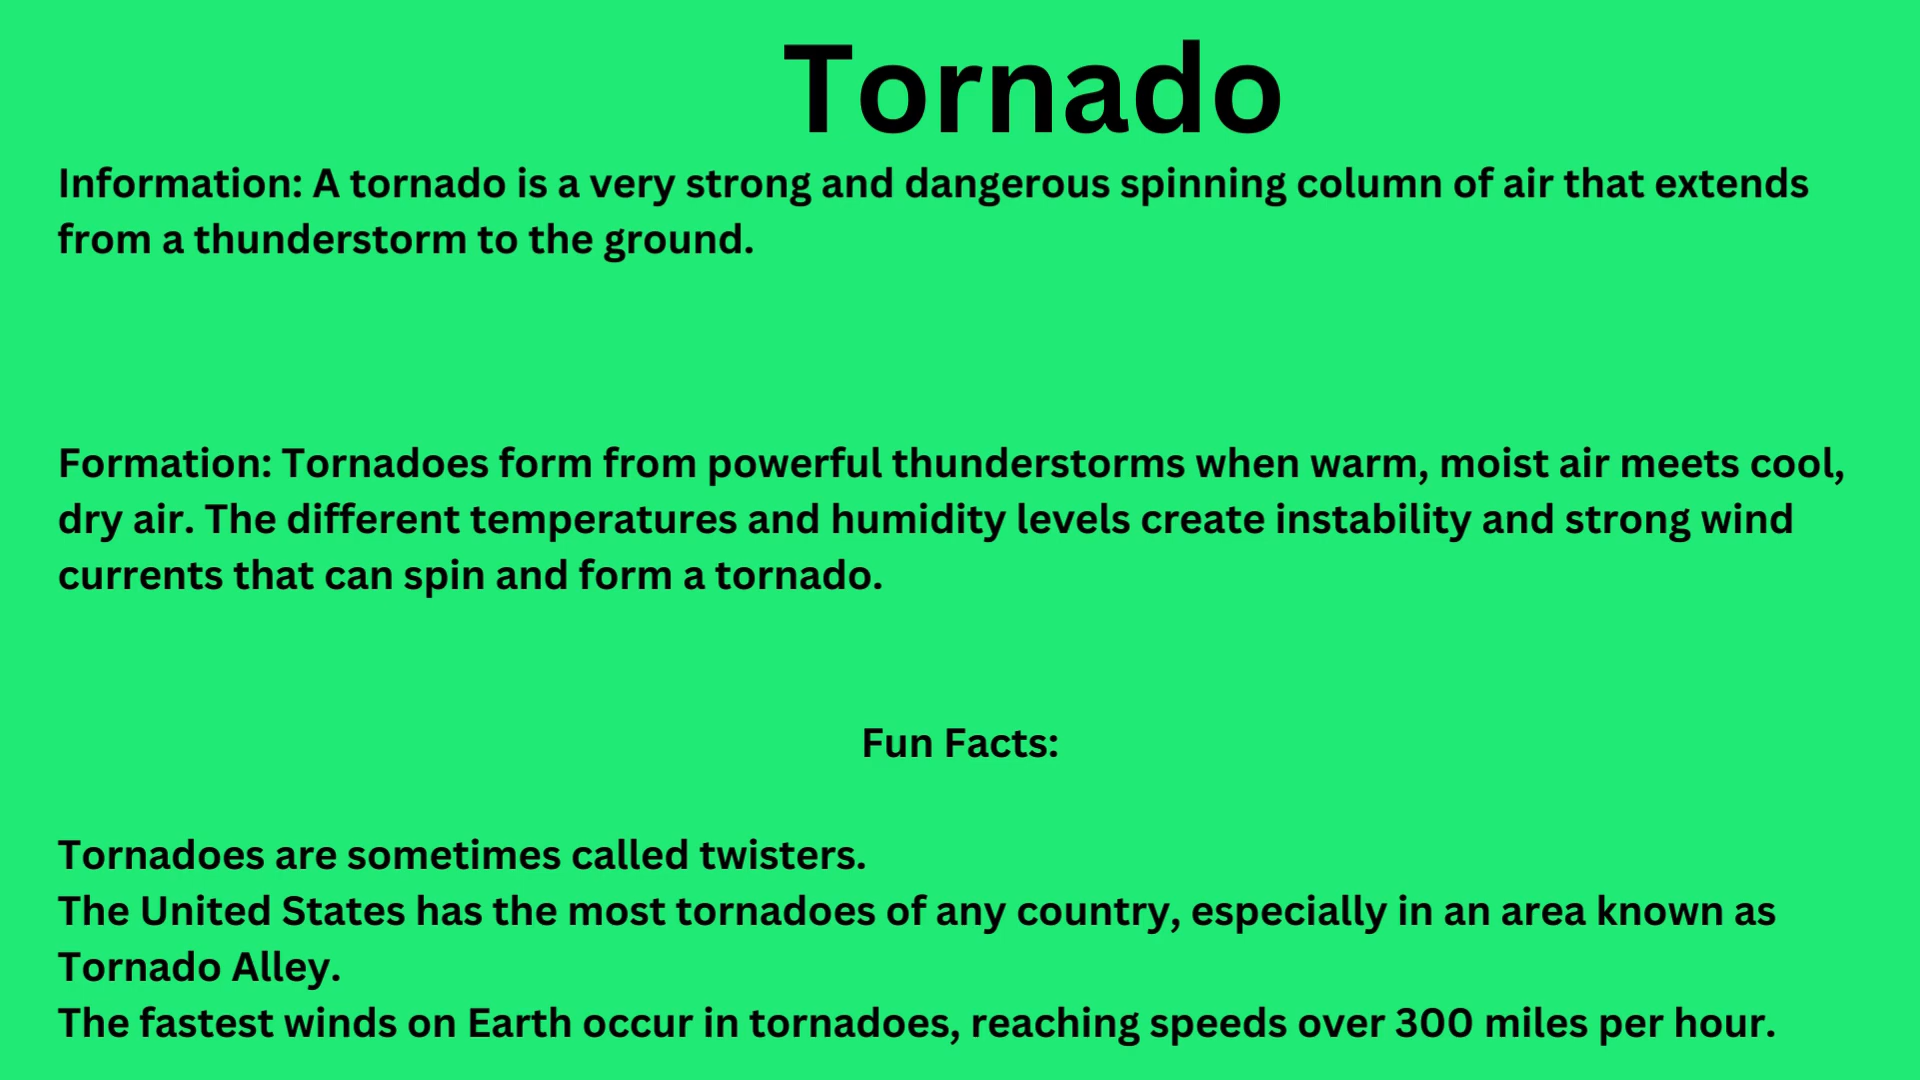 Tornado
Information: A tornado is a very strong and dangerous spinning column of air that extends
from a thunderstorm to the ground.
Formation: Tornadoes form from powerful thunderstorms when warm, moist air meets cool,
dry air. The different temperatures and humidity levels create instability and strong wind
currents that can spin and form a tornado.
Fun Facts:
Tornadoes are sometimes called twisters.
The United States has the most tornadoes of any country, especially in an area known as
Tornado Alley.
The fastest winds on Earth occur in tornadoes, reaching speeds over 300 miles per hour.